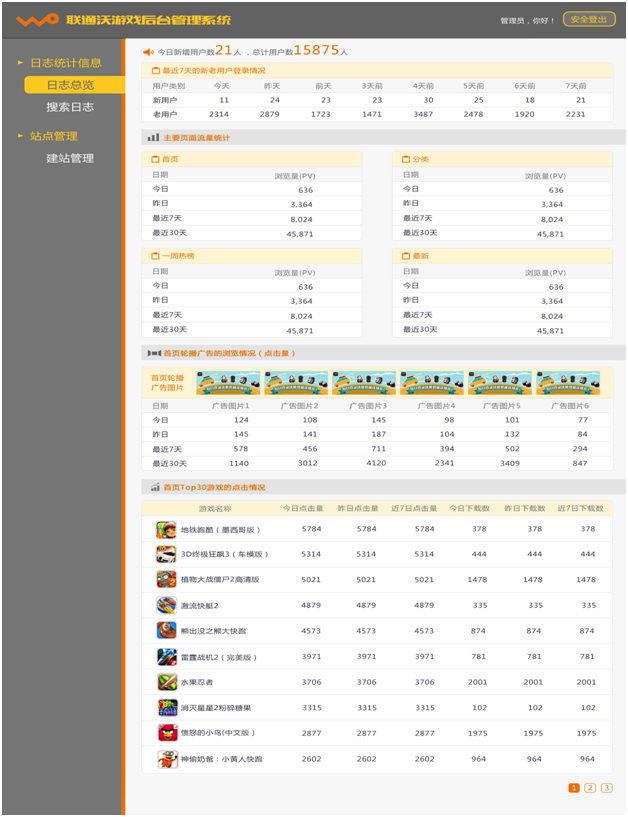 联通沃游戏后台管理系统
管理员，你好！ 安全登出
日志统计信息
日志总览
搜索日志
站点管理
建站管理
今日新增用户数21人，总计用户数15875人
最近7天的新老用户登录情况
用户类别 今天 昨天 前天 3天前 4天前 5天前 6天前 7天前
新用户 11 24 23 23 30 25 18 21
老用户 2314 2879 1723 1471 3487 2478 1920 2231
主要页面流量统计
首页
日期 浏览量(PV)
今日 636
昨日 3,364
最近7天 8,024
最近30天 45,871
分类
日期 浏览量(PV)
今日 636
昨日 3,364
最近7天 8,024
最近30天 45,871
一周热榜
日期 浏览量(PV)
今日 636
昨日 3,364
最近7天 8,024
最近30天 45,871
最新
日期 浏览量(PV)
今日 636
昨日 3,364
最近7天 8,024
最近30天 45,871
首页轮播广告的浏览情况（点击量）
首页轮播
广告图片
日期 广告图片1 广告图片2 广告图片3 广告图片4 广告图片5 广告图片6
今日 124 108 145 98 101 77
昨日 145 141 187 104 132 84
最近7天 578 456 711 394 502 294
最近30天 1140 3012 4120 2341 3409 847
首页Top30游戏的点击情况
游戏名称 今日点击量 昨日点击量 近7日点击量 今日下载数 昨日下载数 近7日下载数
地铁跑酷（墨西哥版） 5784 5784 5784 378 378 378
3D终极狂飙3（车模版） 5314 5314 5314 444 444 444
植物大战僵尸2高清版 5021 5021 5021 1478 1478 1478
激流快艇2 4879 4879 4879 335 335 335
熊出没之熊大快跑 4573 4573 4573 874 874 874
雷霆战机2（完美版） 3971 3971 3971 781 781 781
水果忍者 3706 3706 3706 2001 2001 2001
消灭星星2粉碎糖果 3315 3315 3315 102 102 102
愤怒的小鸟(中文版） 2877 2877 2877 1975 1975 1975
神偷奶爸：小黄人快跑 2602 2602 2602 964 964 964
1 2 3